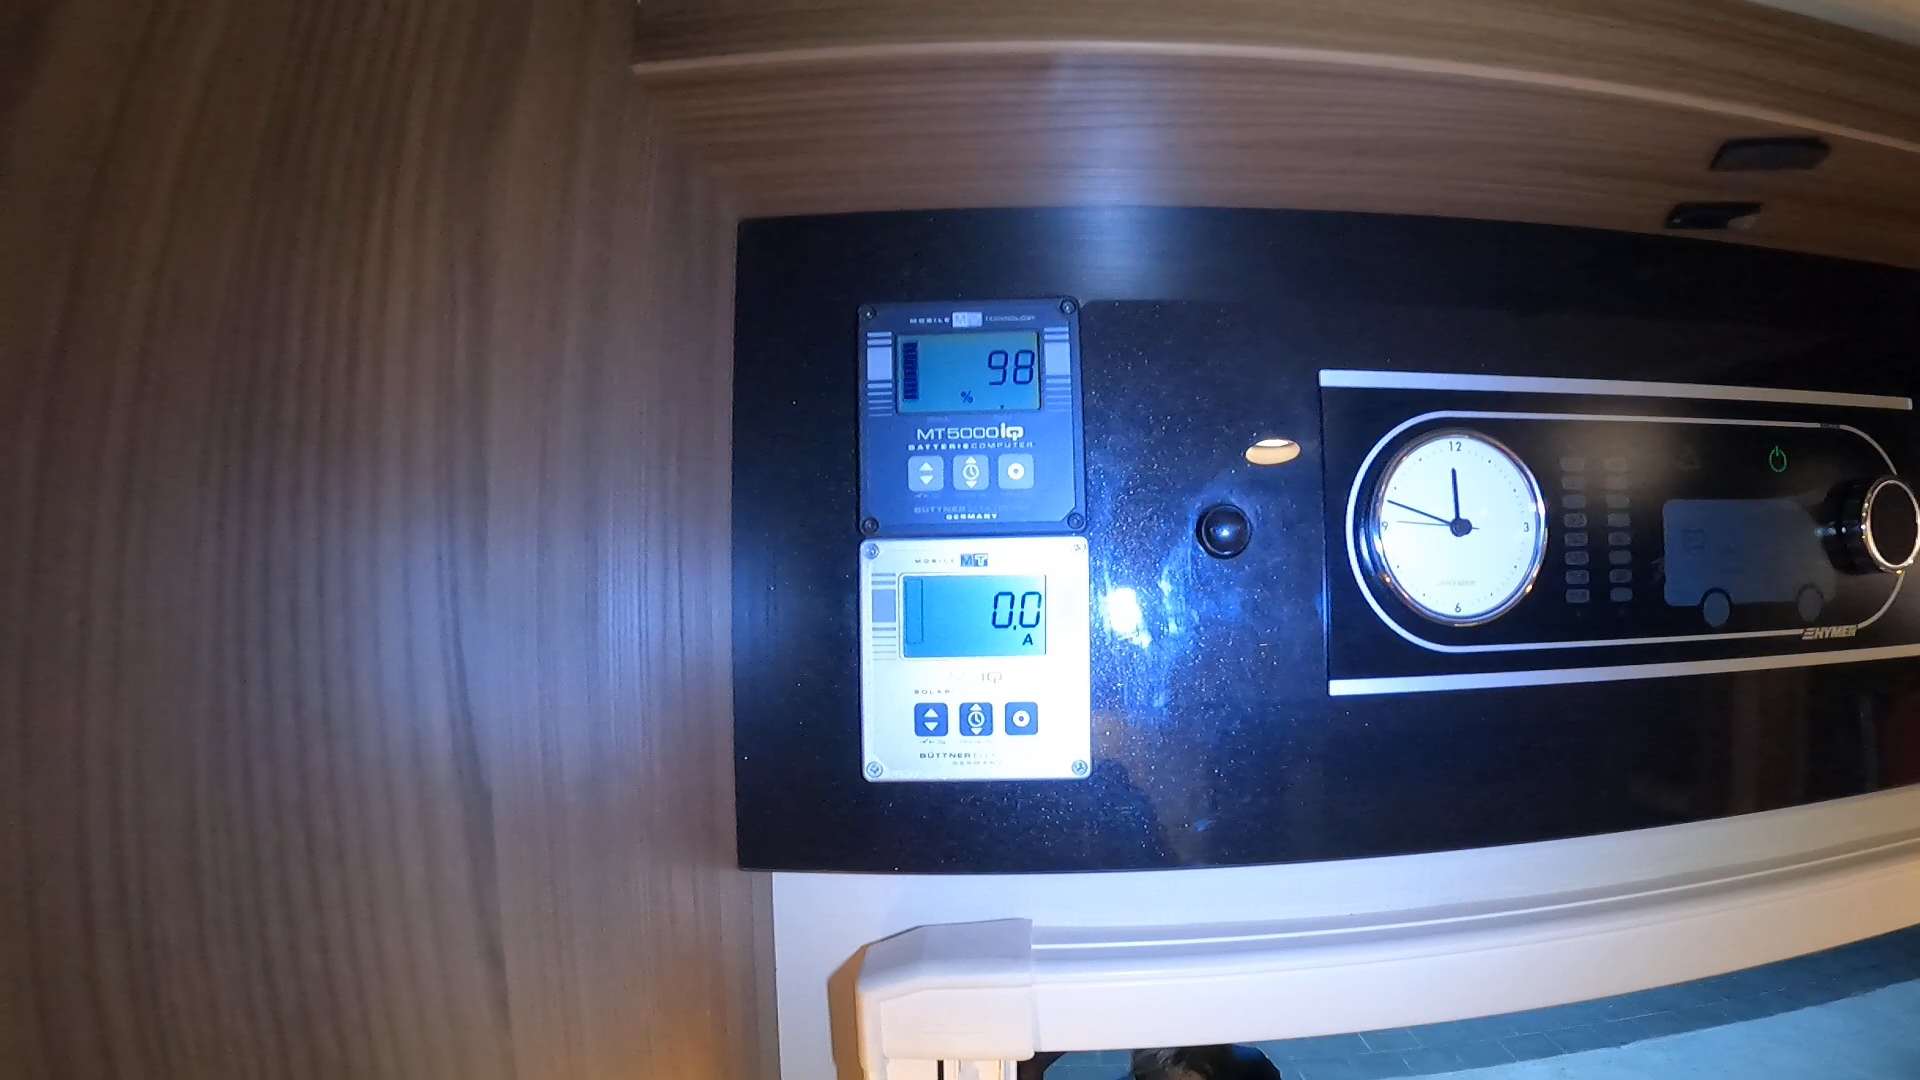 MOBILE MT TECHNOLOGY
98
%
MT5000iQ
BATTERIECOMPUTER
BÜTTNER
GERMANY
MOBILE MT
0.0
A
iQ
SOLAR
BÜTTNER
GERMANY
12
9
3
6
HYMER